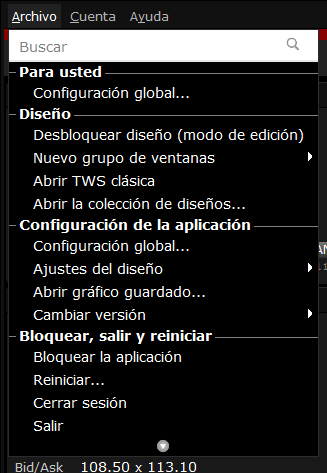 Archivo Cuenta Ayuda
Buscar
Para usted
Configuración global...
Diseño
Desbloquear diseño (modo de edición)
Nuevo grupo de ventanas
Abrir TWS clásica
Abrir la colección de diseños...
Configuración de la aplicación
Configuración global...
Ajustes del diseño
Abrir gráfico guardado...
Cambiar versión
Bloquear, salir y reiniciar
Bloquear la aplicación
Reiniciar...
Cerrar sesión
Salir
Bid/Ask 108.50 x 113.10